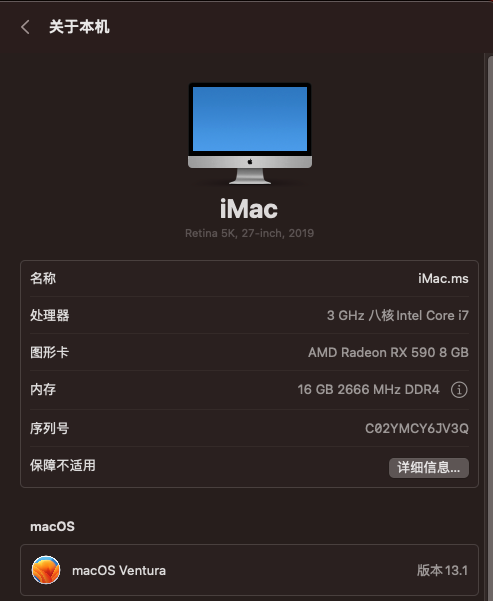 关于本机
iMac
Retina 5K, 27-inch, 2019
名称 iMac.ms
处理器 3 GHz 八核Intel Core i7
图形卡 AMD Radeon RX 590 8 GB
内存 16 GB 2666 MHz DDR4
序列号 C02YMCY6JV3Q
保障不适用 详细信息...
macOS
macOS Ventura 版本13.1